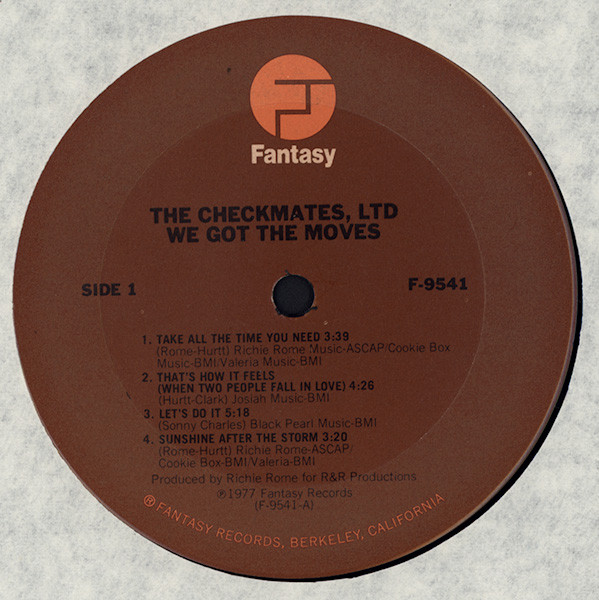 Fantasy
THE CHECKMATES, LTD
WE GOT THE MOVES
SIDE 1
F-9541
1. TAKE ALL THE TIME YOU NEED 3:39
(Rome-Hurtt) Richie Rome Music-ASCAP/Cookie Box
Music-BMI/Valeria Music-BMI
2. THAT'S HOW IT FEELS
(WHEN TWO PEOPLE FALL IN LOVE) 4:26
(Hurtt-Clark) Josiah Music-BMI
3. LET'S DO IT 5:18
(Sonny Charles) Black Pearl Music-BMI
4. SUNSHINE AFTER THE STORM 3:20
(Rome-Hurtt) Richie Rome-ASCAP/
Cookie Box-BMI/Valeria-BMI
Produced by Richie Rome for R&R Productions
℗1977 Fantasy Records
(F-9541-A)
® FANTASY RECORDS, BERKELEY, CALIFORNIA